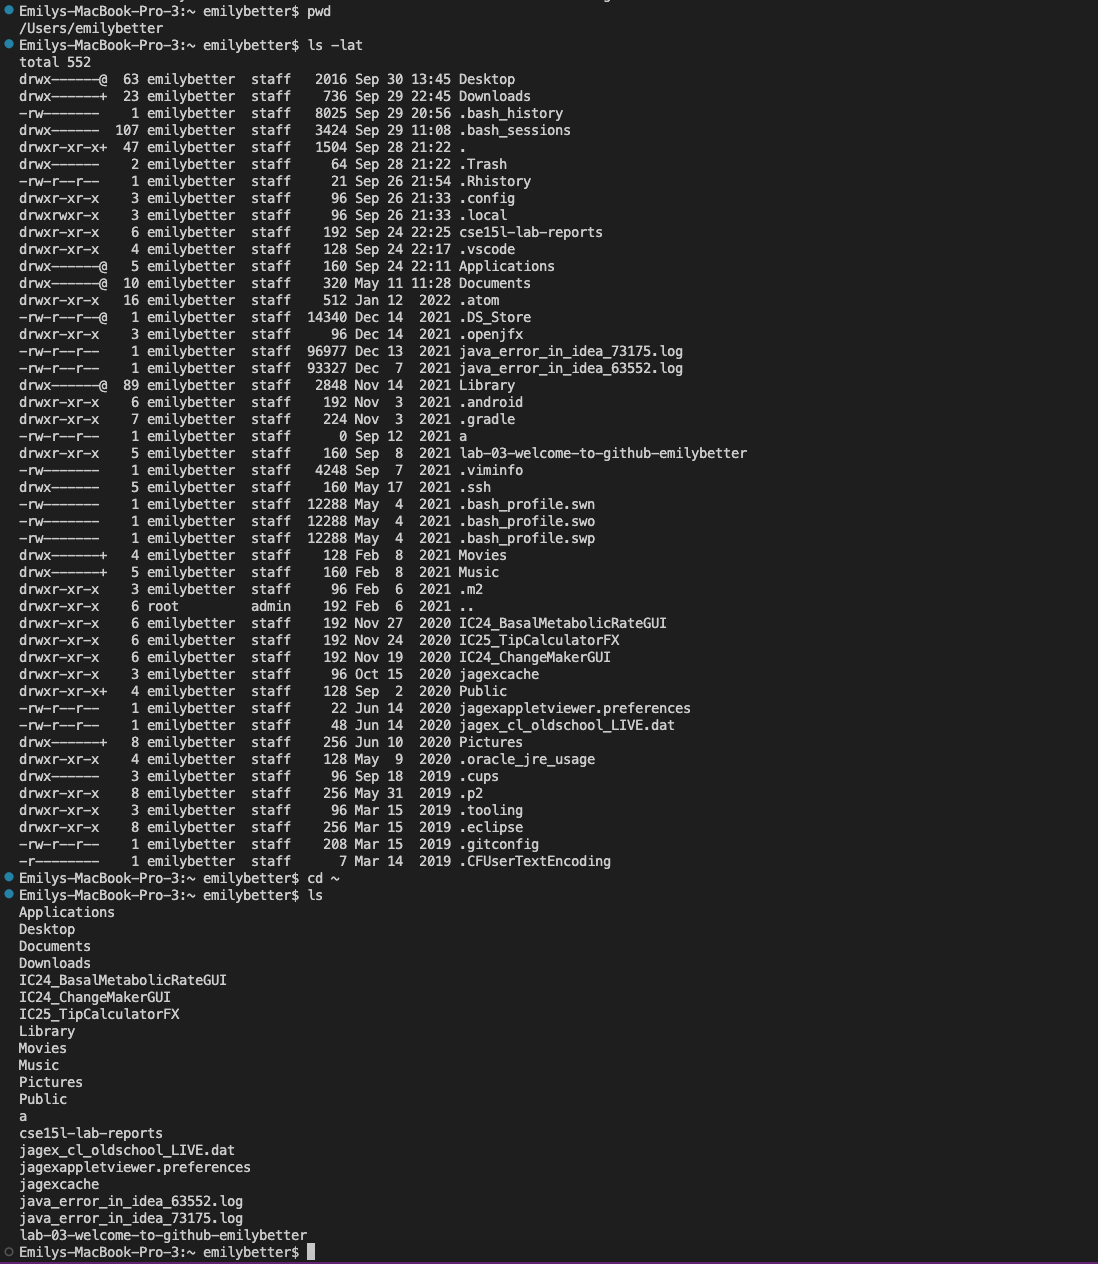 Emilys-MacBook-Pro-3:~ emilybetter$ pwd
/Users/emilybetter
Emilys-MacBook-Pro-3:~ emilybetter$ ls -lat
total 552
drwx------@  63 emilybetter  staff   2016 Sep 30 13:45 Desktop
drwx------+  23 emilybetter  staff    736 Sep 29 22:45 Downloads
-rw-------    1 emilybetter  staff   8025 Sep 29 20:56 .bash_history
drwx------  107 emilybetter  staff   3424 Sep 29 11:08 .bash_sessions
drwxr-xr-x+  47 emilybetter  staff   1504 Sep 28 21:22 .
drwx------    2 emilybetter  staff     64 Sep 28 21:22 .Trash
-rw-r--r--    1 emilybetter  staff     21 Sep 26 21:54 .Rhistory
drwxr-xr-x    3 emilybetter  staff     96 Sep 26 21:33 .config
drwxrwxr-x    3 emilybetter  staff     96 Sep 26 21:33 .local
drwxr-xr-x    6 emilybetter  staff    192 Sep 24 22:25 cse15l-lab-reports
drwxr-xr-x    4 emilybetter  staff    128 Sep 24 22:17 .vscode
drwx------@   5 emilybetter  staff    160 Sep 24 22:11 Applications
drwx------@  10 emilybetter  staff    320 May 11 11:28 Documents
drwxr-xr-x   16 emilybetter  staff    512 Jan 12  2022 .atom
-rw-r--r--@   1 emilybetter  staff  14340 Dec 14  2021 .DS_Store
drwxr-xr-x    3 emilybetter  staff     96 Dec 14  2021 .openjfx
-rw-r--r--    1 emilybetter  staff  96977 Dec 13  2021 java_error_in_idea_73175.log
-rw-r--r--    1 emilybetter  staff  93327 Dec  7  2021 java_error_in_idea_63552.log
drwx------@  89 emilybetter  staff   2848 Nov 14  2021 Library
drwxr-xr-x    6 emilybetter  staff    192 Nov  3  2021 .android
drwxr-xr-x    7 emilybetter  staff    224 Nov  3  2021 .gradle
-rw-r--r--    1 emilybetter  staff      0 Sep 12  2021 a
drwxr-xr-x    5 emilybetter  staff    160 Sep  8  2021 lab-03-welcome-to-github-emilybetter
-rw-------    1 emilybetter  staff   4248 Sep  7  2021 .viminfo
drwx------    5 emilybetter  staff    160 May 17  2021 .ssh
-rw-------    1 emilybetter  staff  12288 May  4  2021 .bash_profile.swn
-rw-------    1 emilybetter  staff  12288 May  4  2021 .bash_profile.swo
-rw-------    1 emilybetter  staff  12288 May  4  2021 .bash_profile.swp
drwx------+   4 emilybetter  staff    128 Feb  8  2021 Movies
drwx------+   5 emilybetter  staff    160 Feb  8  2021 Music
drwxr-xr-x    3 emilybetter  staff     96 Feb  6  2021 .m2
drwxr-xr-x    6 root         admin    192 Feb  6  2021 ..
drwxr-xr-x    6 emilybetter  staff    192 Nov 27  2020 IC24_BasalMetabolicRateGUI
drwxr-xr-x    6 emilybetter  staff    192 Nov 24  2020 IC25_TipCalculatorFX
drwxr-xr-x    6 emilybetter  staff    192 Nov 19  2020 IC24_ChangeMakerGUI
drwxr-xr-x    3 emilybetter  staff     96 Oct 15  2020 jagexcache
drwxr-xr-x+   4 emilybetter  staff    128 Sep  2  2020 Public
-rw-r--r--    1 emilybetter  staff     22 Jun 14  2020 jagexappletviewer.preferences
-rw-r--r--    1 emilybetter  staff     48 Jun 14  2020 jagex_cl_oldschool_LIVE.dat
drwx------+   8 emilybetter  staff    256 Jun 10  2020 Pictures
drwxr-xr-x    4 emilybetter  staff    128 May  9  2020 .oracle_jre_usage
drwx------    3 emilybetter  staff     96 Sep 18  2019 .cups
drwxr-xr-x    8 emilybetter  staff    256 May 31  2019 .p2
drwxr-xr-x    3 emilybetter  staff     96 Mar 15  2019 .tooling
drwxr-xr-x    8 emilybetter  staff    256 Mar 15  2019 .eclipse
-rw-r--r--    1 emilybetter  staff    208 Mar 15  2019 .gitconfig
-r--------    1 emilybetter  staff      7 Mar 14  2019 .CFUserTextEncoding
Emilys-MacBook-Pro-3:~ emilybetter$ cd ~
Emilys-MacBook-Pro-3:~ emilybetter$ ls
Applications
Desktop
Documents
Downloads
IC24_BasalMetabolicRateGUI
IC24_ChangeMakerGUI
IC25_TipCalculatorFX
Library
Movies
Music
Pictures
Public
a
cse15l-lab-reports
jagex_cl_oldschool_LIVE.dat
jagexappletviewer.preferences
jagexcache
java_error_in_idea_63552.log
java_error_in_idea_73175.log
lab-03-welcome-to-github-emilybetter
Emilys-MacBook-Pro-3:~ emilybetter$